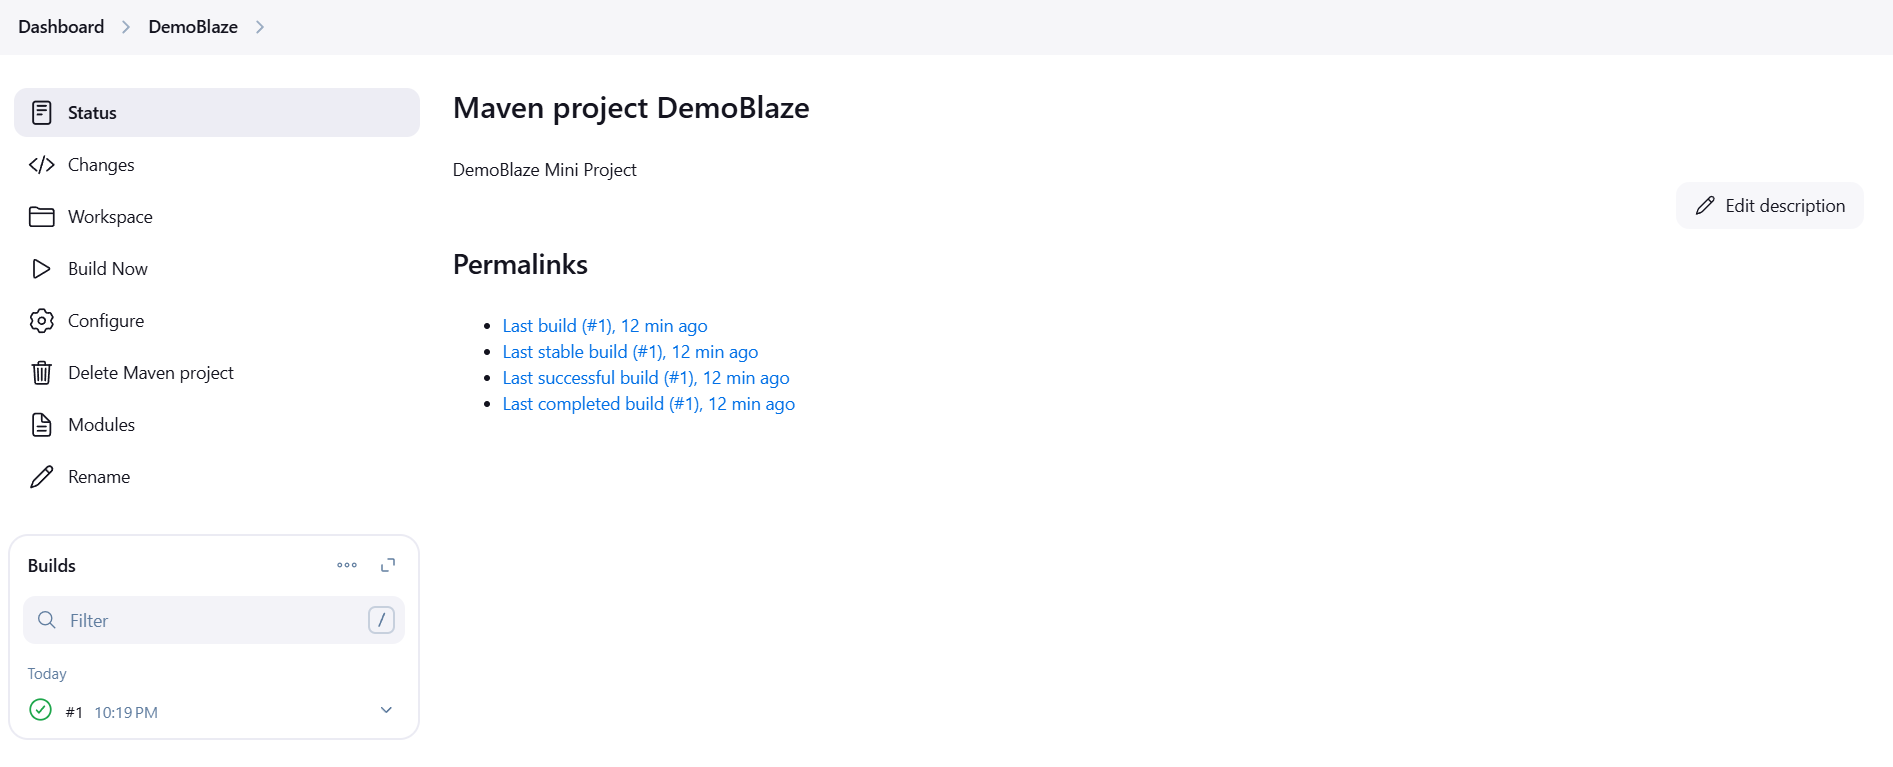 Dashboard > DemoBlaze >
Status
Changes
Workspace
Build Now
Configure
Delete Maven project
Modules
Rename
Builds
Filter /
Today
#1 10:19 PM
Maven project DemoBlaze
DemoBlaze Mini Project
Edit description
Permalinks
Last build (#1), 12 min ago
Last stable build (#1), 12 min ago
Last successful build (#1), 12 min ago
Last completed build (#1), 12 min ago